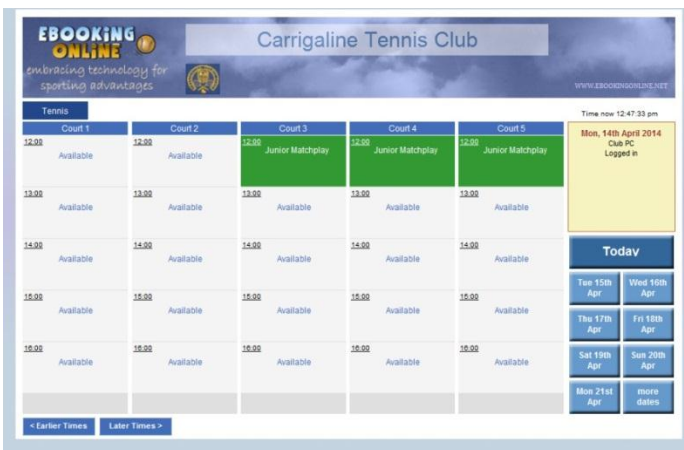 EBOOKING
ONLINE
embracing technology for
sporting advantages
Carrigaline Tennis Club
WWW.EBOOKINGONLINE.NET
Tennis
Time now 12:47:33 pm
Court 1 Court 2 Court 3 Court 4 Court 5
12:00 12:00 12:00 12:00 12:00
Available Available Junior Matchplay Junior Matchplay Junior Matchplay
13:00 13:00 13:00 13:00 13:00
Available Available Available Available Available
14:00 14:00 14:00 14:00 14:00
Available Available Available Available Available
15:00 15:00 15:00 15:00 15:00
Available Available Available Available Available
16:00 16:00 16:00 16:00 16:00
Available Available Available Available Available
Mon, 14th April 2014
Club PC
Logged in
Today
Tue 15th Apr
Wed 16th Apr
Thu 17th Apr
Fri 18th Apr
Sat 19th Apr
Sun 20th Apr
Mon 21st Apr
more dates
< Earlier Times Later Times >